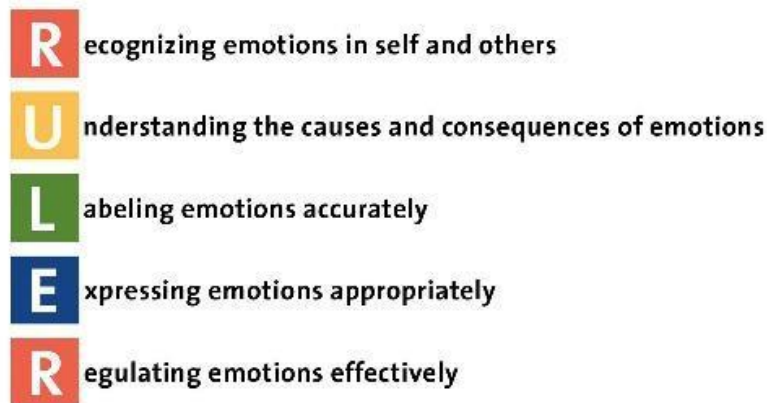 Recognizing emotions in self and others
Understanding the causes and consequences of emotions
Labeling emotions accurately
Expressing emotions appropriately
Regulating emotions effectively